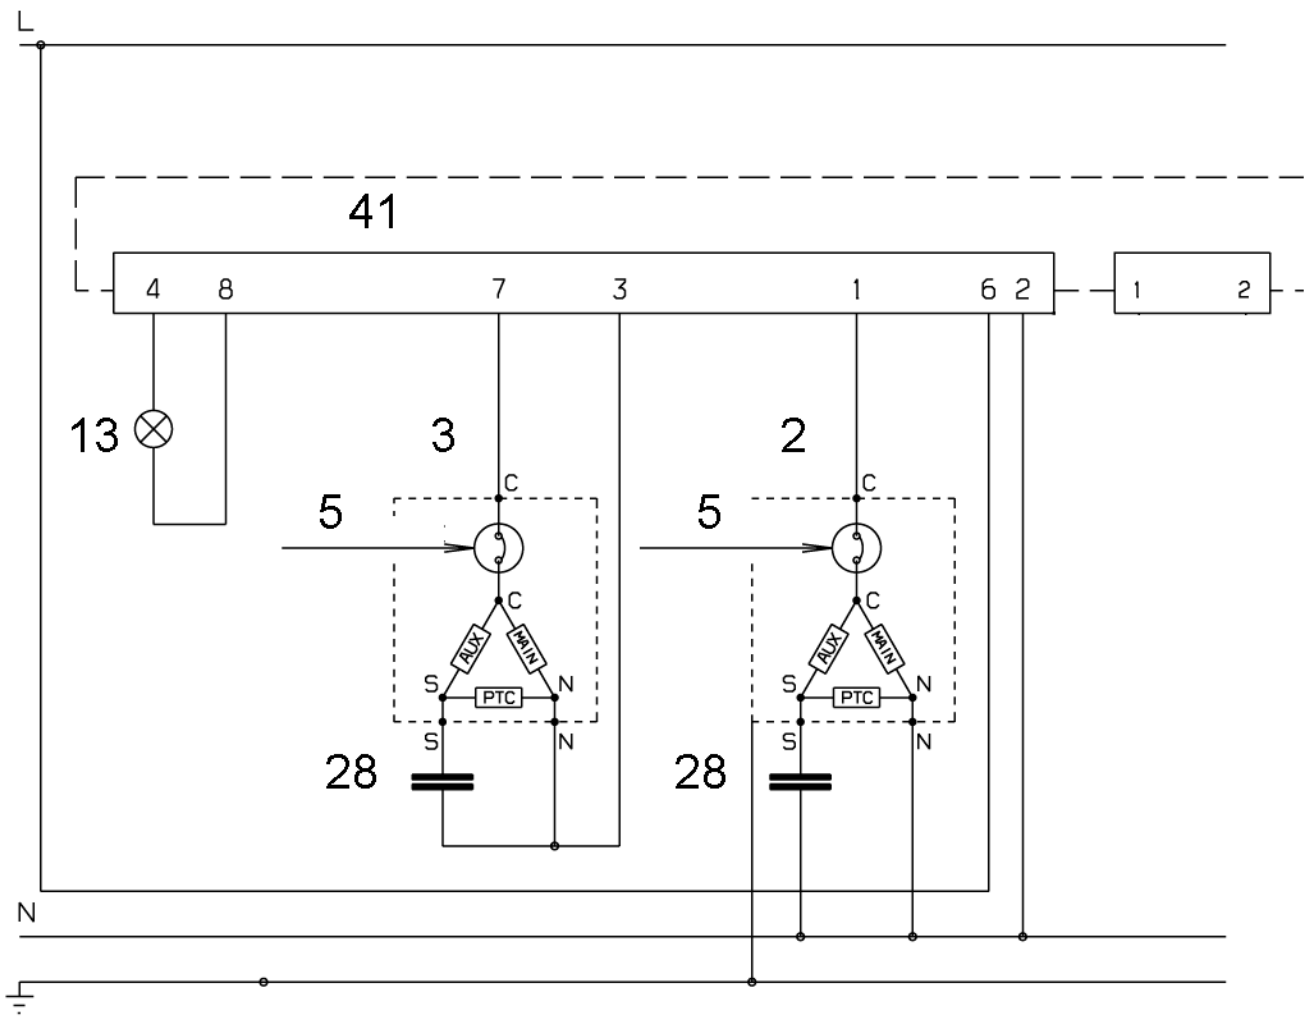 L
41
4 8 7 3 1 6 2 1 2
13 3 2
C C
5 5
C C
AUX MAIN AUX MAIN
S N S N
PTC PTC
S N S N
28 28
N